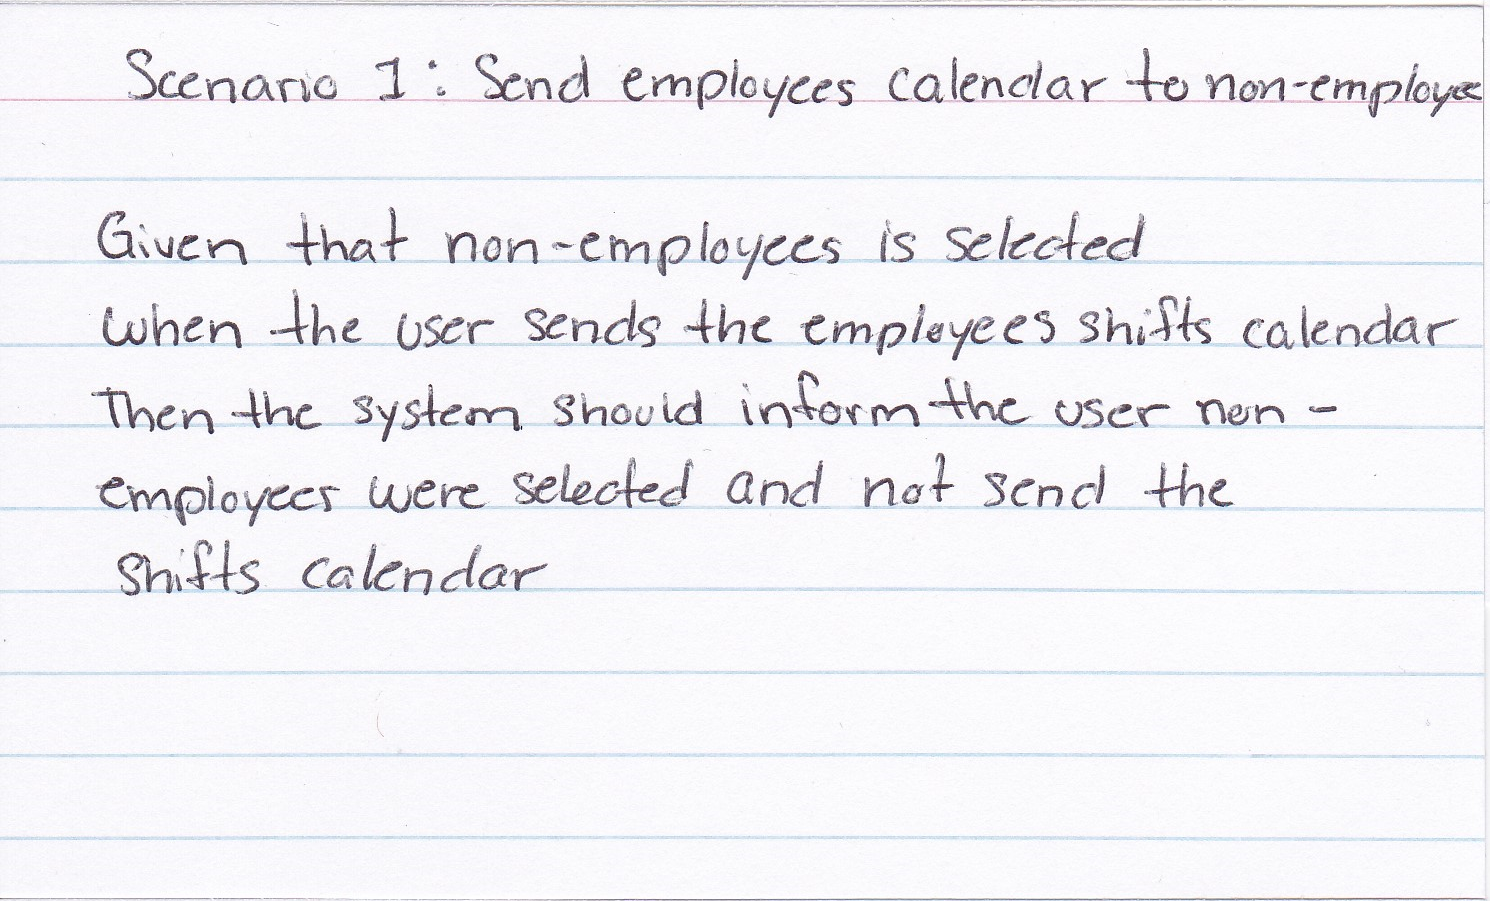 Scenario 1: Send employees calendar to non-employee
Given that non-employees is selected
When the user sends the employees shifts calendar
Then the system should inform the user non-
employees were selected and not send the
shifts calendar